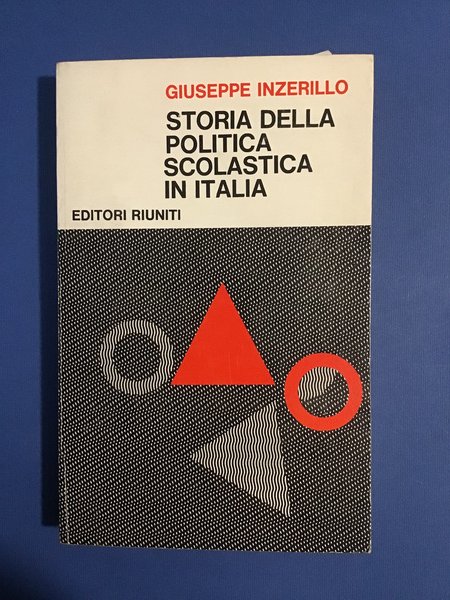 GIUSEPPE INZERILLO
STORIA DELLA
POLITICA
SCOLASTICA
IN ITALIA
EDITORI RIUNITI